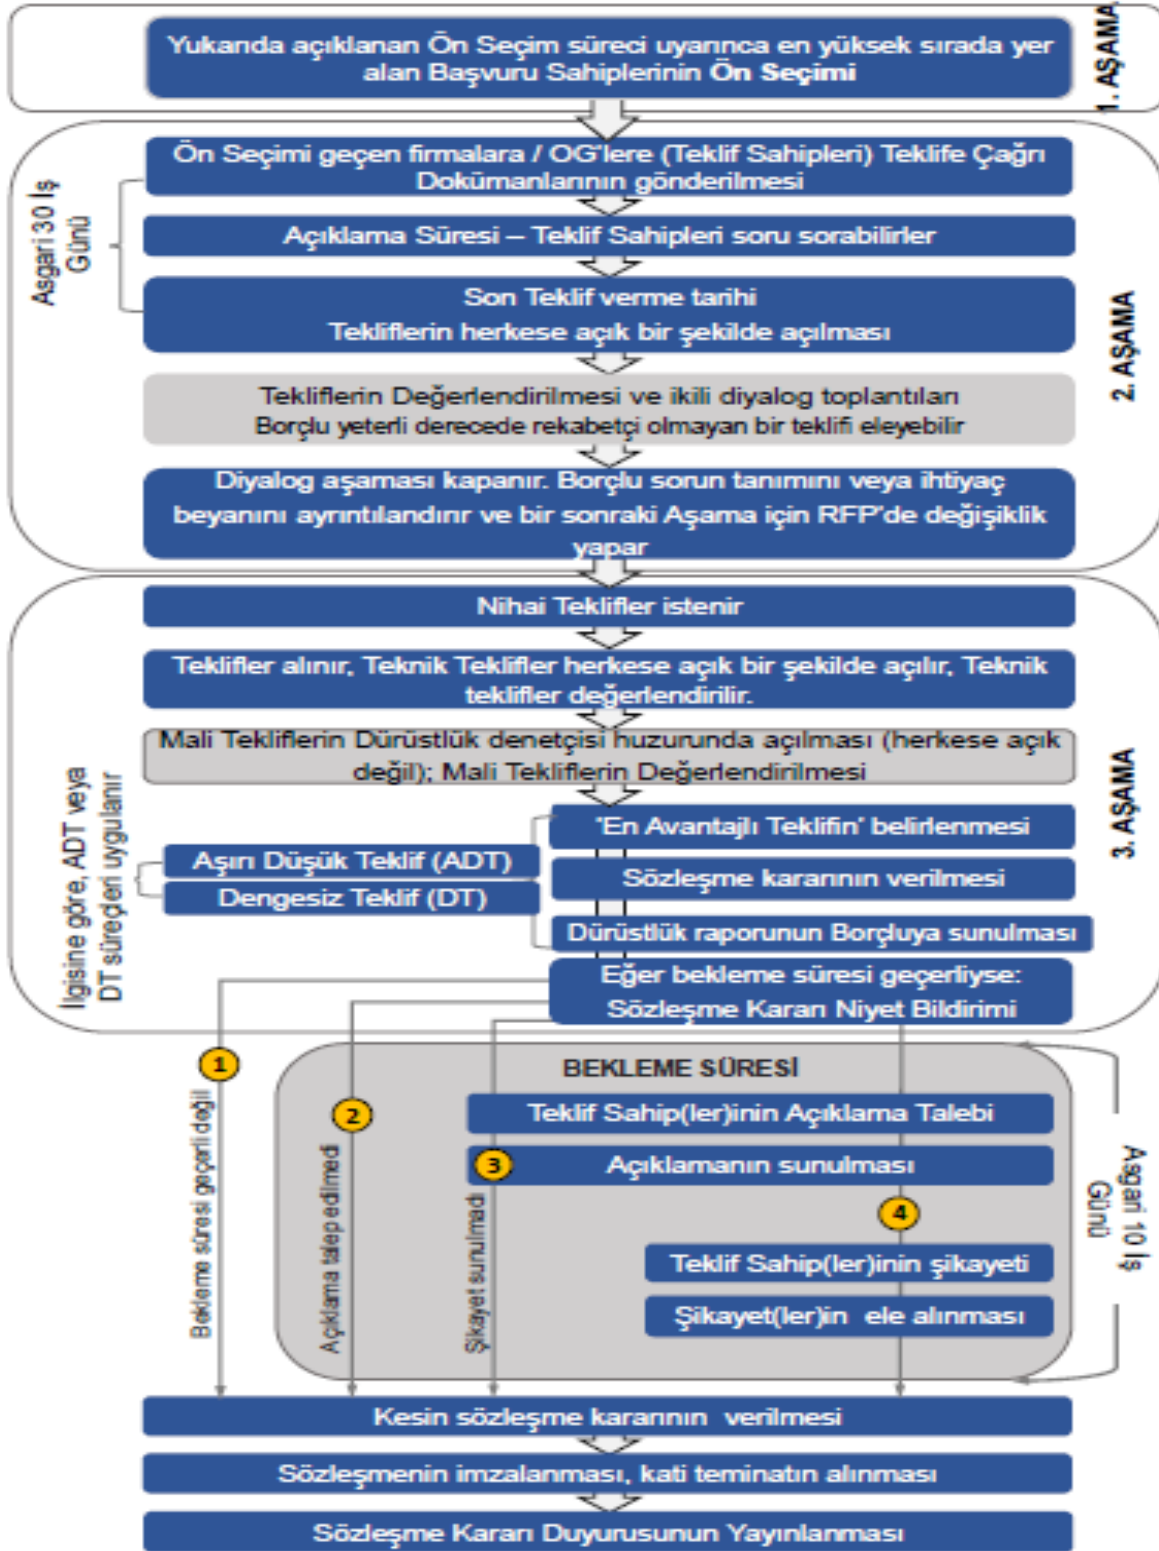 Yukarıda açıklanan Ön Seçim süreci uyarınca en yüksek sırada yer
alan Başvuru Sahiplerinin Ön Seçimi
1. AŞAMA
Ön Seçimi geçen firmalara / OG'lere (Teklif Sahipleri) Teklife Çağrı
Dokümanlarının gönderilmesi
Asgari 30 İş
Günü
Açıklama Süresi – Teklif Sahipleri soru sorabilirler
Son Teklif verme tarihi
Tekliflerin herkese açık bir şekilde açılması
2. AŞAMA
Tekliflerin Değerlendirilmesi ve ikili diyalog toplantıları
Borçlu yeterli derecede rekabetçi olmayan bir teklifi eleyebilir
Diyalog aşaması kapanır. Borçlu sorun tanımını veya ihtiyaç
beyanını ayrıntılandırır ve bir sonraki Aşama için RFP'de değişiklik
yapar
Nihai Teklifler istenir
Teklifler alınır, Teknik Teklifler herkese açık bir şekilde açılır, Teknik
teklifler değerlendirilir.
Mali Tekliflerin Dürüstlük denetçisi huzurunda açılması (herkese açık
değil); Mali Tekliflerin Değerlendirilmesi
3. AŞAMA
İlgisine göre, ADT veya
DT süreçleri uygulanır
Aşırı Düşük Teklif (ADT)
Dengesiz Teklif (DT)
'En Avantajlı Teklifin' belirlenmesi
Sözleşme kararının verilmesi
Dürüstlük raporunun Borçluya sunulması
Eğer bekleme süresi geçerliyse:
Sözleşme Kararı Niyet Bildirimi
1
Bekleme süresi geçerli değil
2
Açıklama talep edilmedi
3
Şikayet sunulmadı
BEKLEME SÜRESİ
Teklif Sahip(ler)inin Açıklama Talebi
Açıklamanın sunulması
4
Teklif Sahip(ler)inin şikayeti
Şikayet(ler)in ele alınması
Asgari 10 İş
Günü
Kesin sözleşme kararının verilmesi
Sözleşmenin imzalanması, kati teminatın alınması
Sözleşme Kararı Duyurusunun Yayınlanması